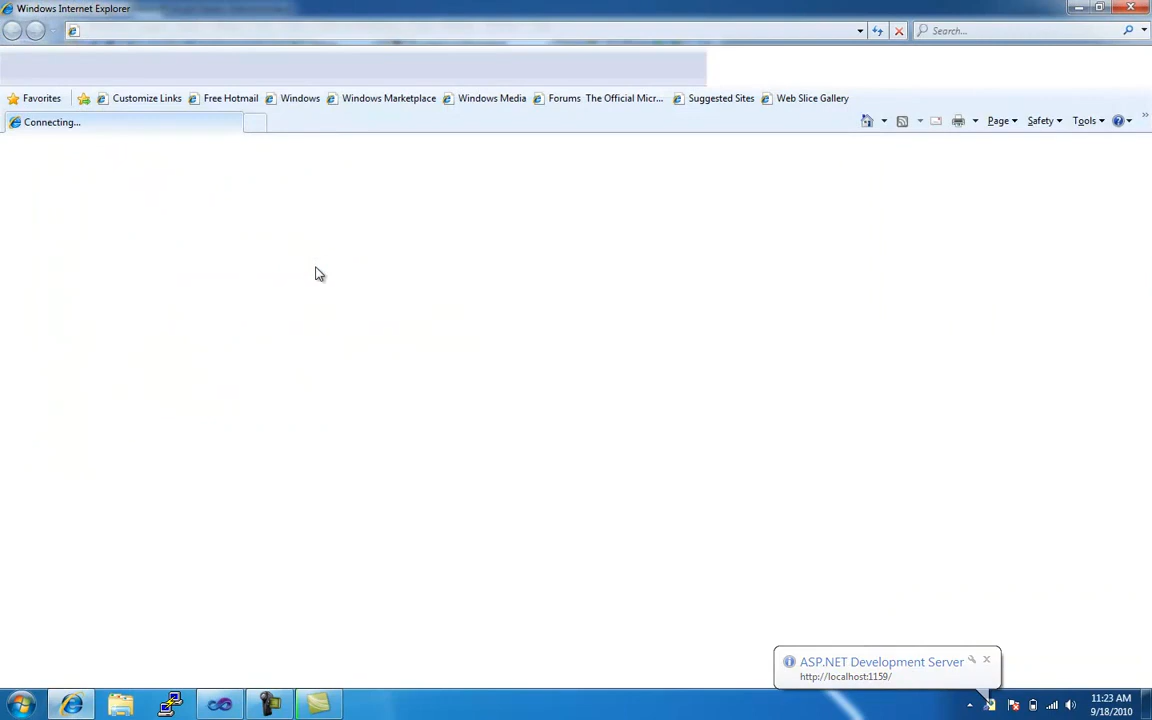 Windows Internet Explorer
Search...
Favorites Customize Links Free Hotmail Windows Windows Marketplace Windows Media Forums The Official Micr... Suggested Sites Web Slice Gallery
Connecting... Page Safety Tools »
ASP.NET Development Server
http://localhost:1159/
11:23 AM
9/18/2010